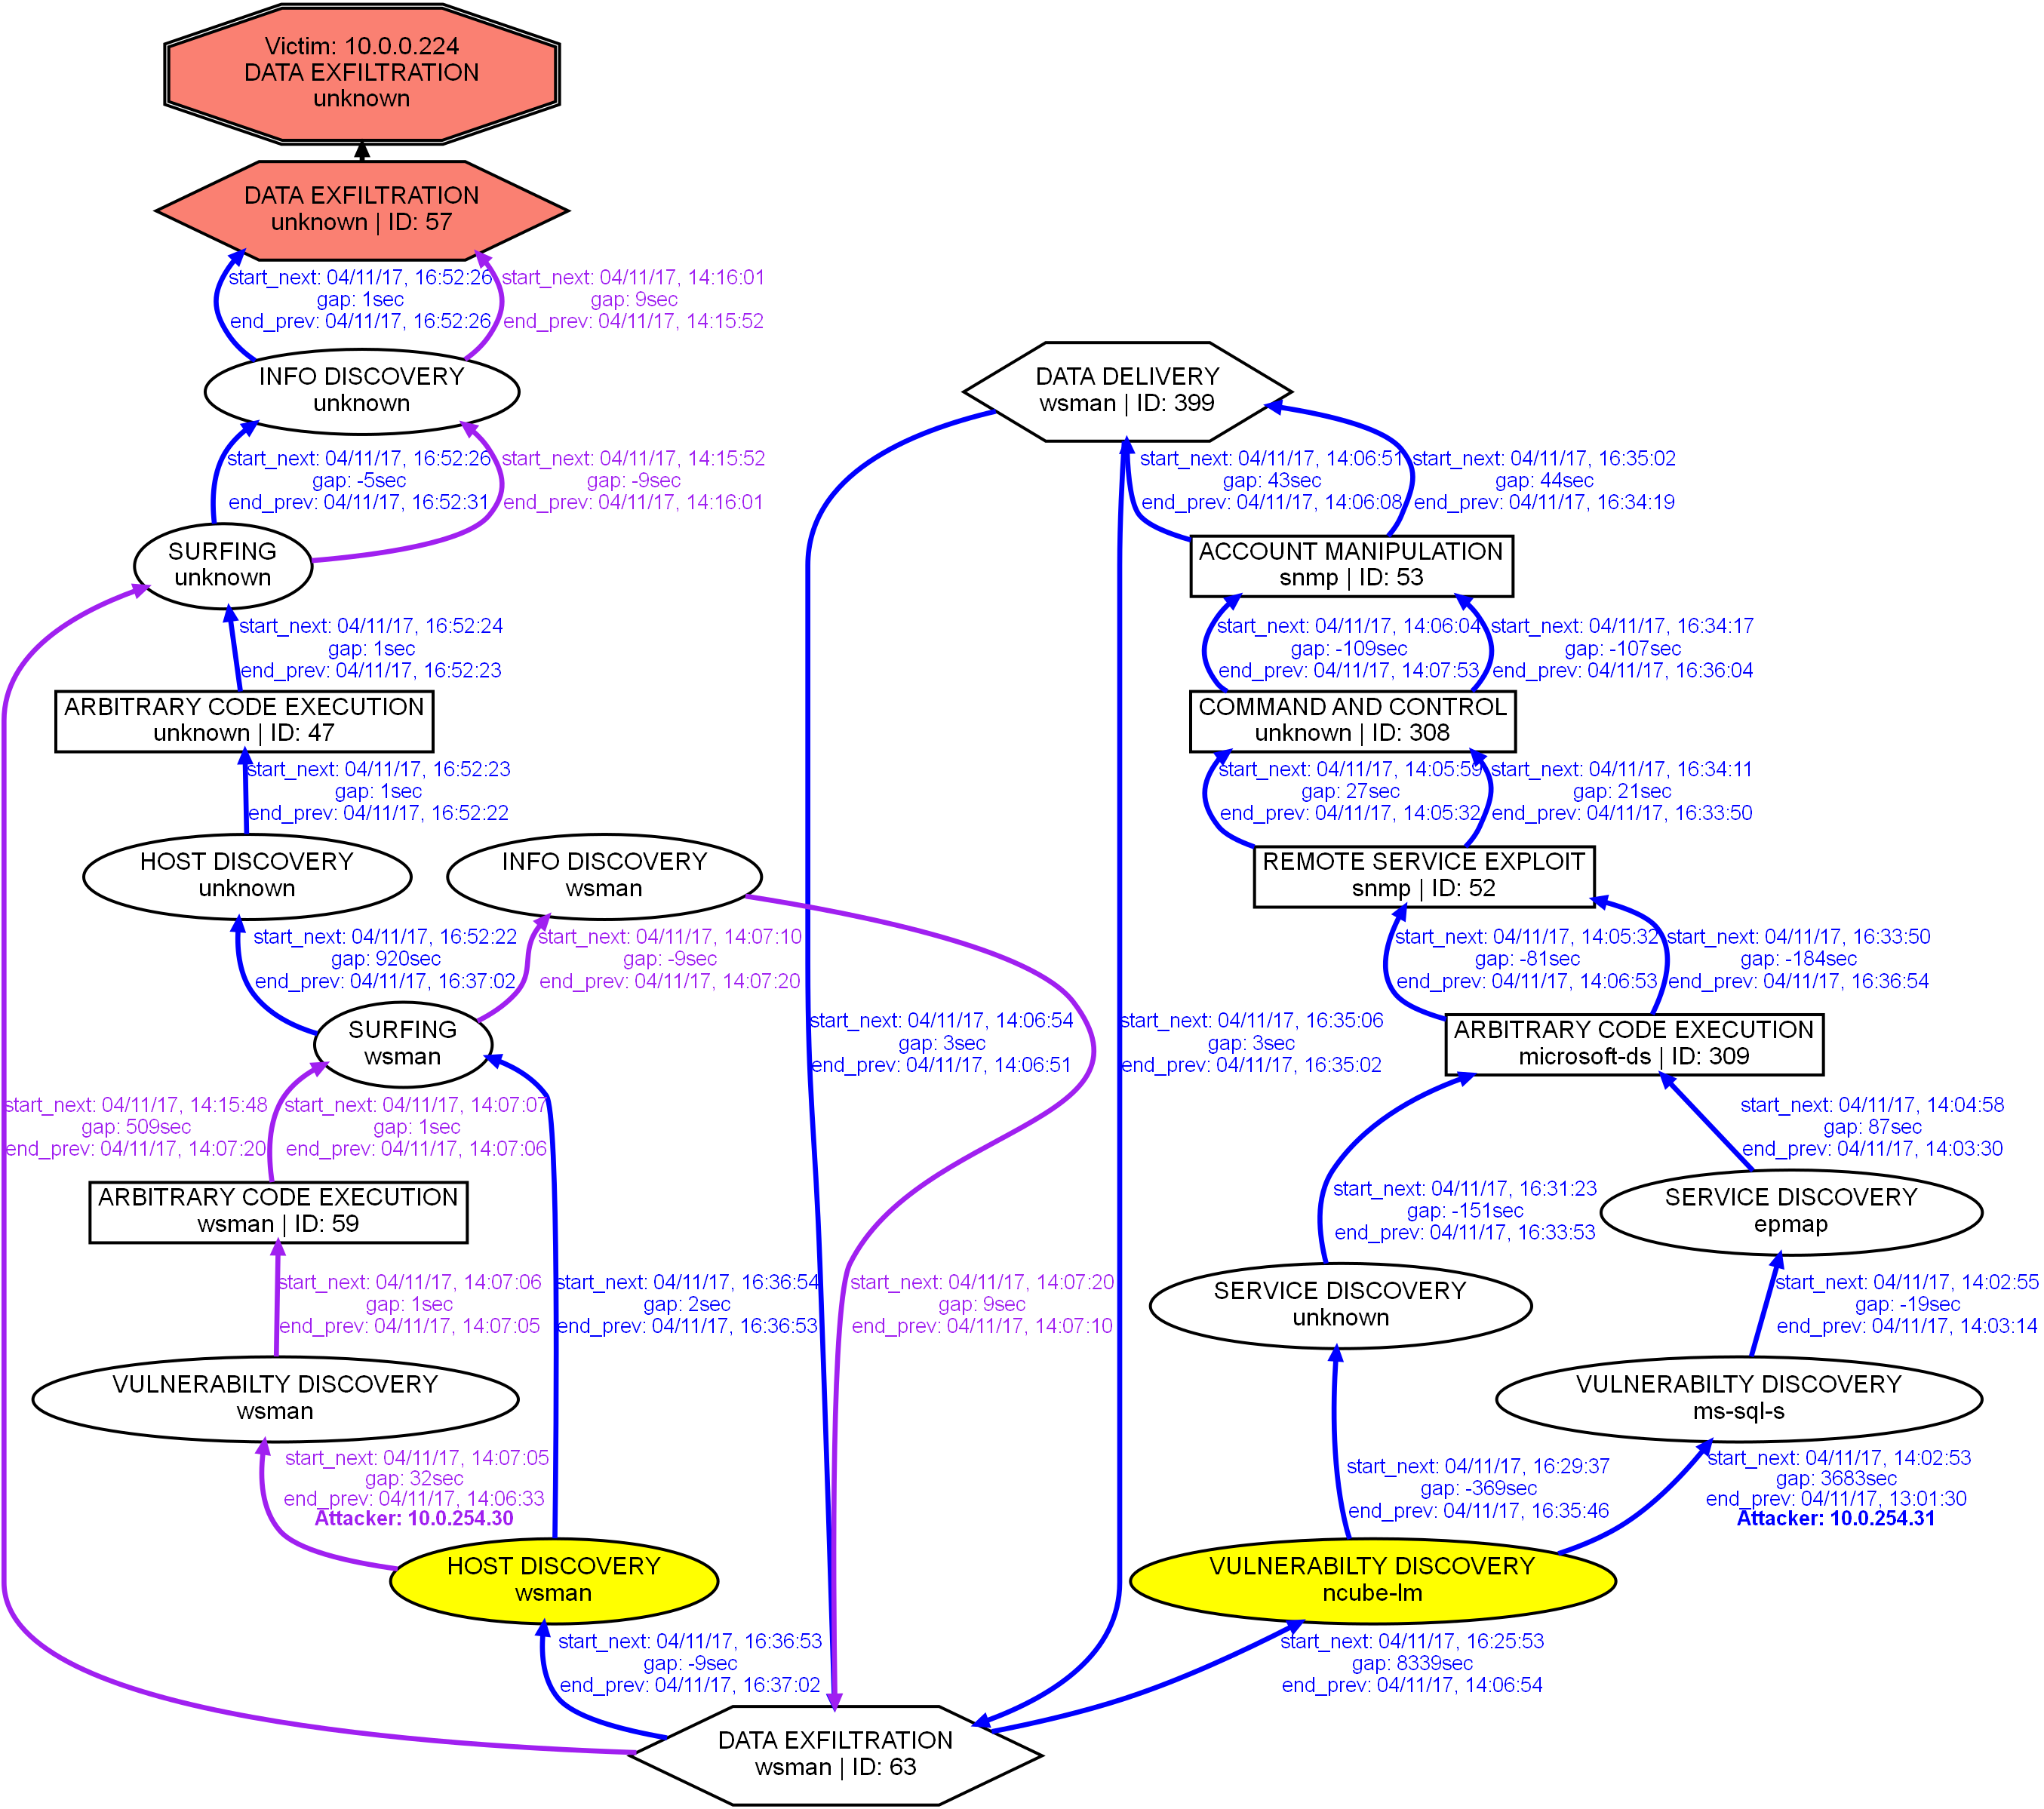 Victim: 10.0.0.224
DATA EXFILTRATION
unknown
DATA EXFILTRATION
unknown | ID: 57
start_next: 04/11/17, 16:52:26
gap: 1sec
end_prev: 04/11/17, 16:52:26
start_next: 04/11/17, 14:16:01
gap: 9sec
end_prev: 04/11/17, 14:15:52
INFO DISCOVERY
unknown
DATA DELIVERY
wsman | ID: 399
start_next: 04/11/17, 16:52:26
gap: -5sec
end_prev: 04/11/17, 16:52:31
start_next: 04/11/17, 14:15:52
gap: -9sec
end_prev: 04/11/17, 14:16:01
start_next: 04/11/17, 14:06:51
gap: 43sec
end_prev: 04/11/17, 14:06:08
start_next: 04/11/17, 16:35:02
gap: 44sec
end_prev: 04/11/17, 16:34:19
SURFING
unknown
ACCOUNT MANIPULATION
snmp | ID: 53
start_next: 04/11/17, 16:52:24
gap: 1sec
end_prev: 04/11/17, 16:52:23
start_next: 04/11/17, 14:06:04
gap: -109sec
end_prev: 04/11/17, 14:07:53
start_next: 04/11/17, 16:34:17
gap: -107sec
end_prev: 04/11/17, 16:36:04
ARBITRARY CODE EXECUTION
unknown | ID: 47
COMMAND AND CONTROL
unknown | ID: 308
start_next: 04/11/17, 16:52:23
gap: 1sec
end_prev: 04/11/17, 16:52:22
start_next: 04/11/17, 14:05:59
gap: 27sec
end_prev: 04/11/17, 14:05:32
start_next: 04/11/17, 16:34:11
gap: 21sec
end_prev: 04/11/17, 16:33:50
HOST DISCOVERY
unknown
INFO DISCOVERY
wsman
REMOTE SERVICE EXPLOIT
snmp | ID: 52
start_next: 04/11/17, 16:52:22
gap: 920sec
end_prev: 04/11/17, 16:37:02
start_next: 04/11/17, 14:07:10
gap: -9sec
end_prev: 04/11/17, 14:07:20
start_next: 04/11/17, 14:05:32
gap: -81sec
end_prev: 04/11/17, 14:06:53
start_next: 04/11/17, 16:33:50
gap: -184sec
end_prev: 04/11/17, 16:36:54
SURFING
wsman
start_next: 04/11/17, 14:06:54
gap: 3sec
end_prev: 04/11/17, 14:06:51
start_next: 04/11/17, 16:35:06
gap: 3sec
end_prev: 04/11/17, 16:35:02
ARBITRARY CODE EXECUTION
microsoft-ds | ID: 309
start_next: 04/11/17, 14:15:48
gap: 509sec
end_prev: 04/11/17, 14:07:20
start_next: 04/11/17, 14:07:07
gap: 1sec
end_prev: 04/11/17, 14:07:06
start_next: 04/11/17, 14:04:58
gap: 87sec
end_prev: 04/11/17, 14:03:30
ARBITRARY CODE EXECUTION
wsman | ID: 59
start_next: 04/11/17, 16:31:23
gap: -151sec
end_prev: 04/11/17, 16:33:53
SERVICE DISCOVERY
epmap
start_next: 04/11/17, 14:07:06
gap: 1sec
end_prev: 04/11/17, 14:07:05
start_next: 04/11/17, 16:36:54
gap: 2sec
end_prev: 04/11/17, 16:36:53
start_next: 04/11/17, 14:07:20
gap: 9sec
end_prev: 04/11/17, 14:07:10
SERVICE DISCOVERY
unknown
start_next: 04/11/17, 14:02:55
gap: -19sec
end_prev: 04/11/17, 14:03:14
VULNERABILTY DISCOVERY
wsman
VULNERABILTY DISCOVERY
ms-sql-s
start_next: 04/11/17, 14:07:05
gap: 32sec
end_prev: 04/11/17, 14:06:33
Attacker: 10.0.254.30
start_next: 04/11/17, 16:29:37
gap: -369sec
end_prev: 04/11/17, 16:35:46
start_next: 04/11/17, 14:02:53
gap: 3683sec
end_prev: 04/11/17, 13:01:30
Attacker: 10.0.254.31
HOST DISCOVERY
wsman
VULNERABILTY DISCOVERY
ncube-lm
start_next: 04/11/17, 16:36:53
gap: -9sec
end_prev: 04/11/17, 16:37:02
start_next: 04/11/17, 16:25:53
gap: 8339sec
end_prev: 04/11/17, 14:06:54
DATA EXFILTRATION
wsman | ID: 63